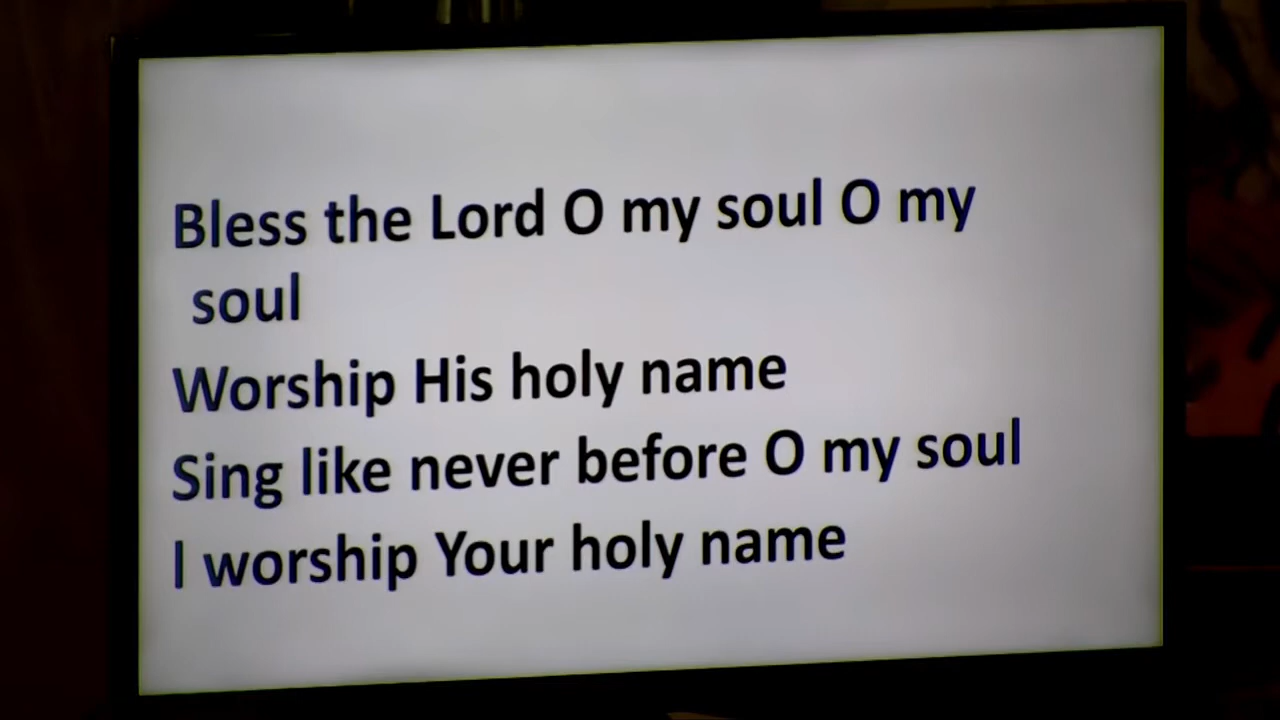 Bless the Lord O my soul O my
soul
Worship His holy name
Sing like never before O my soul
I worship Your holy name